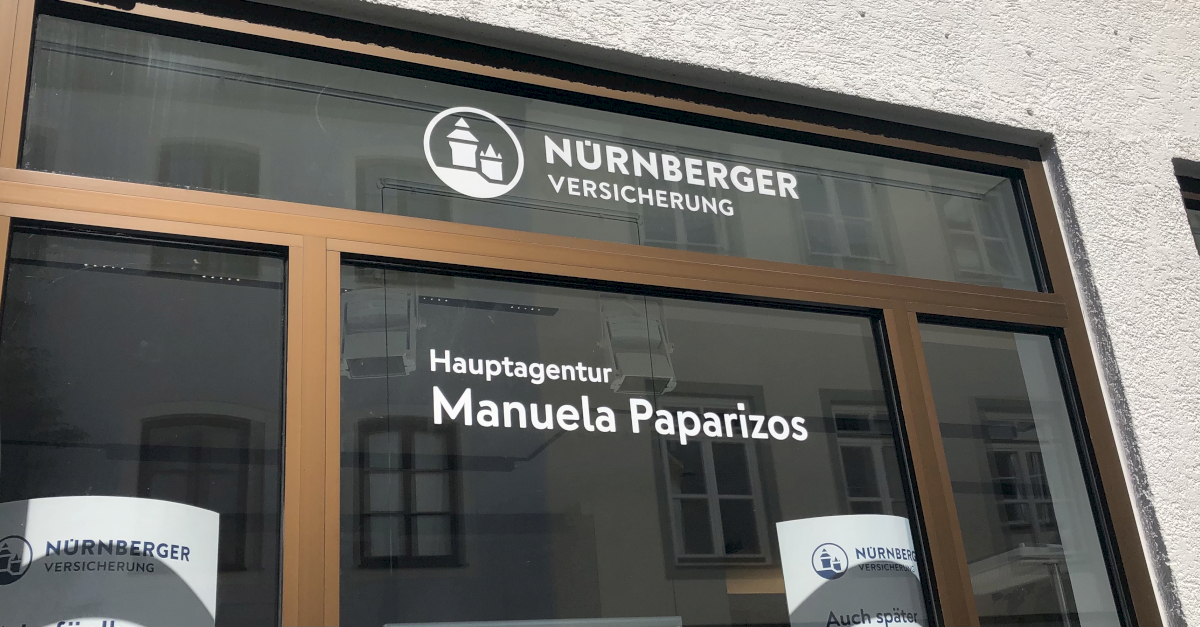 NÜRNBERGER
VERSICHERUNG
Hauptagentur
Manuela Paparizos
NÜRNBERGER
VERSICHERUNG
NÜRNBERGER
VERSICHERUNG
Auch später